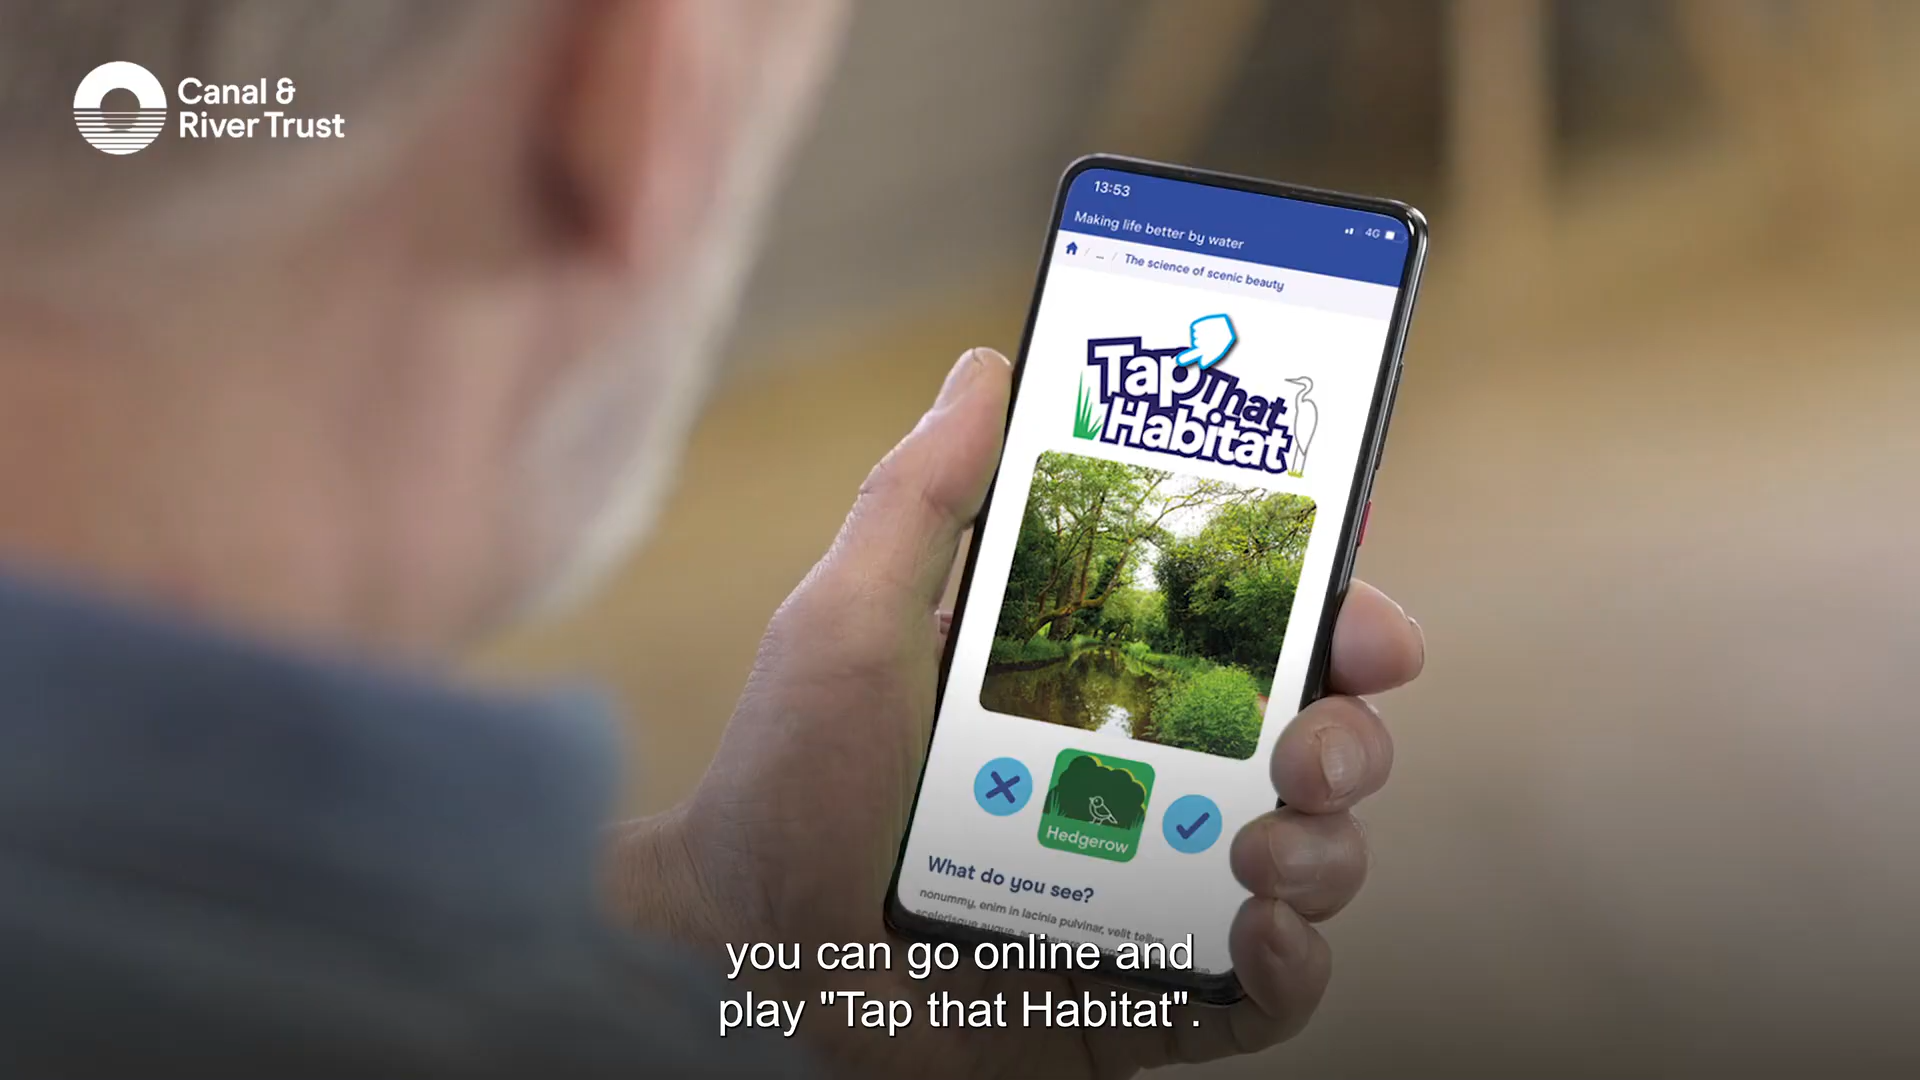 Canal &
River Trust
13:53
4G
Making life better by water
... / The science of scenic beauty
Tap That
Habitat
Hedgerow
What do you see?
nonummy, enim in lacinia pulvinar, velit tellus
scelerisque augue,
you can go online and
play "Tap that Habitat".